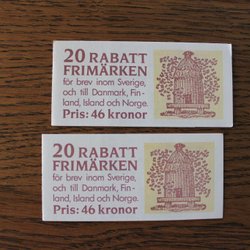 20 RABATT
FRIMÄRKEN
för brev inom Sverige,
och till Danmark, Fin-
land, Island och Norge.
Pris: 46 kronor
20 RABATT
FRIMÄRKEN
för brev inom Sverige,
och till Danmark, Fin-
land, Island och Norge.
Pris: 46 kronor